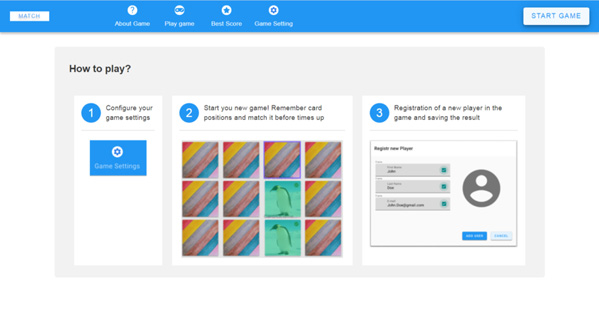 MATCH
About Game
Play game
Best Score
Game Setting
START GAME
How to play?
1
Configure your
game settings
Game Settings
2
Start you new game! Remember card
positions and match it before times up
3
Registration of a new player in the
game and saving the result
Registr new Player
First Name
John
Last Name
Doe
E-mail
John.Doe@gmail.com
ADD USER
CANCEL